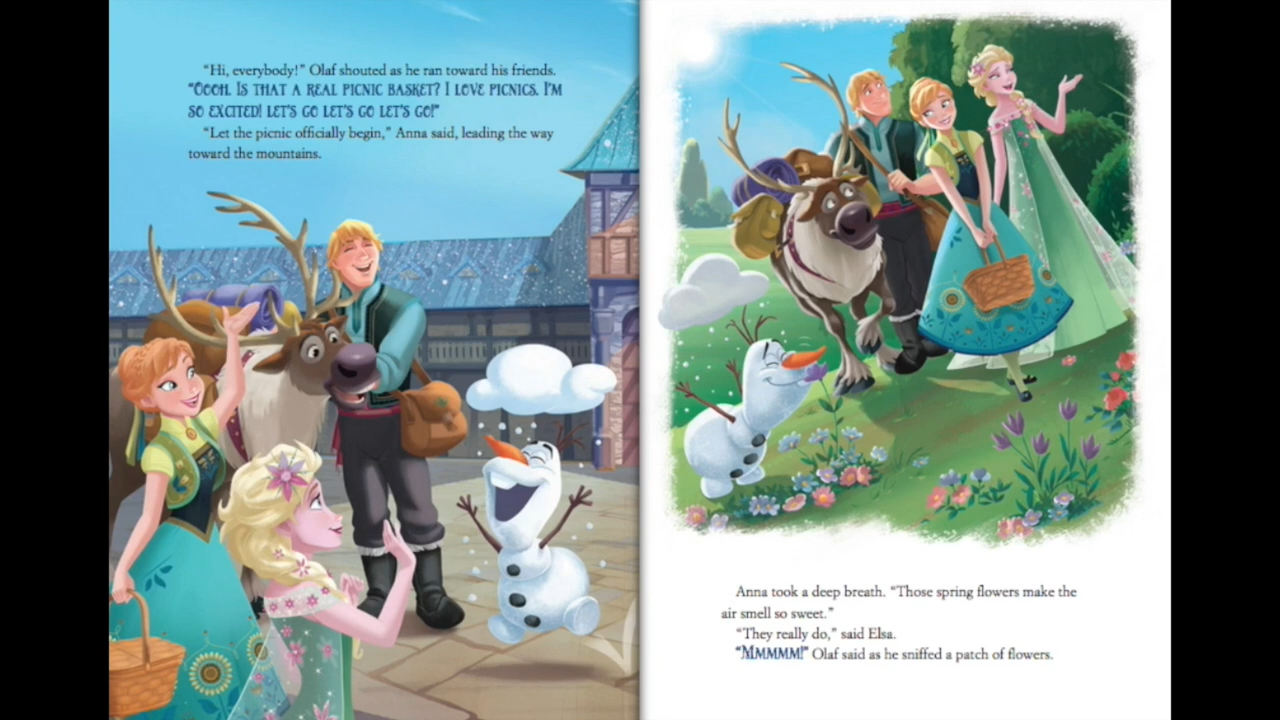 “Hi, everybody!” Olaf shouted as he ran toward his friends.
“Oooh. Is that a real picnic basket? I love picnics. I’m
so excited! Let’s go let’s go let’s go!”
“Let the picnic officially begin,” Anna said, leading the way
toward the mountains.
Anna took a deep breath. “Those spring flowers make the
air smell so sweet.”
“They really do,” said Elsa.
“Mmmmm!” Olaf said as he sniffed a patch of flowers.